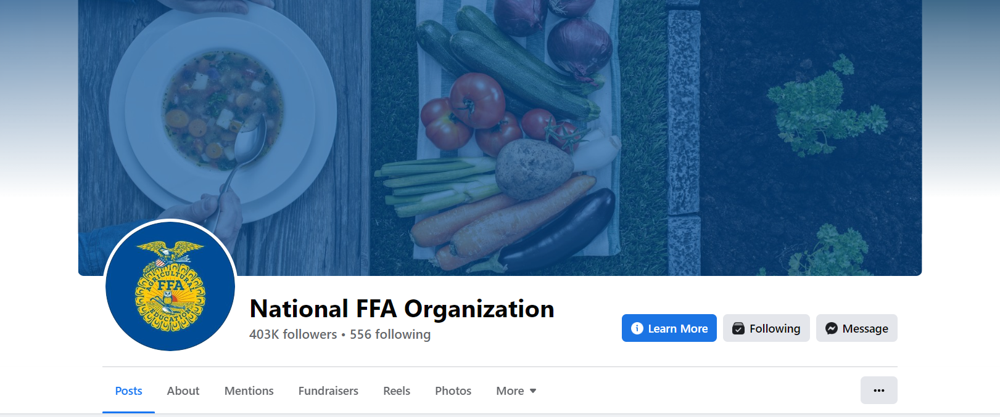 AGRICULTURAL
FFA
EDUCATION
National FFA Organization
403K followers • 556 following
Learn More
Following
Message
Posts
About
Mentions
Fundraisers
Reels
Photos
More